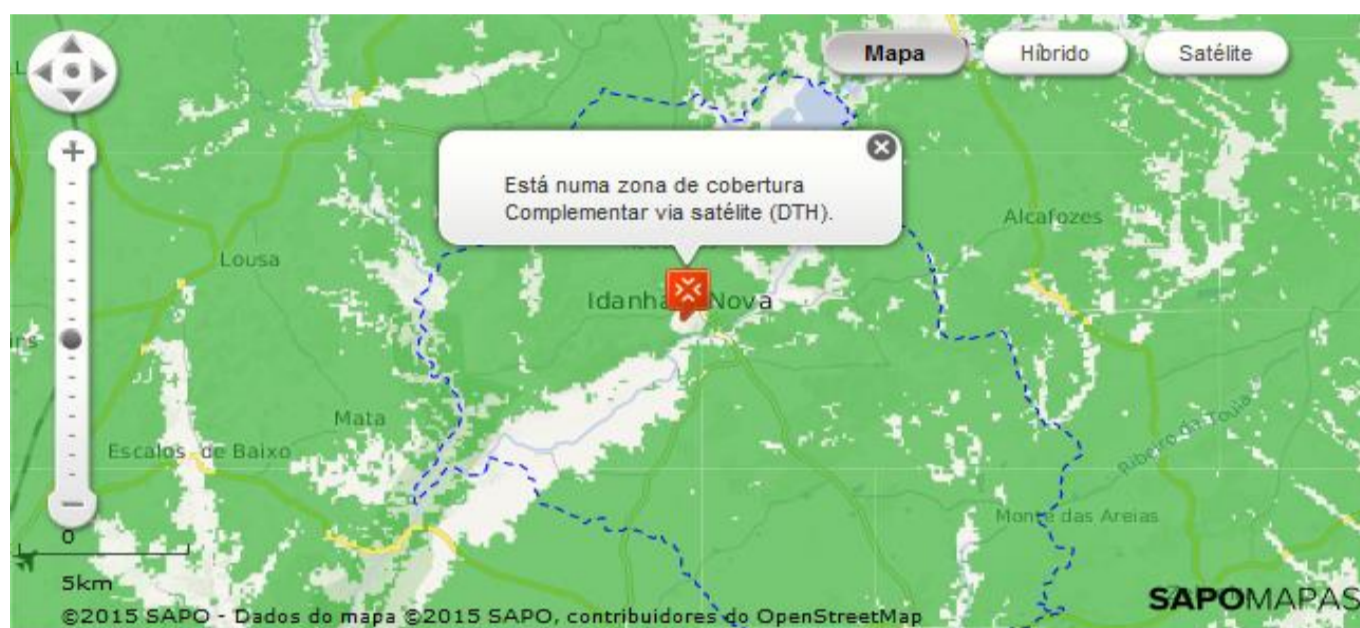 Mapa
Híbrido
Satélite
Está numa zona de cobertura
Complementar via satélite (DTH).
Alcafozes
Lousa
Idanha Nova
Mata
Escalos de Baixo
Ribeiro da Toula
Monte das Areias
0
5km
SAPOMAPAS
©2015 SAPO - Dados do mapa ©2015 SAPO, contribuidores do OpenStreetMap